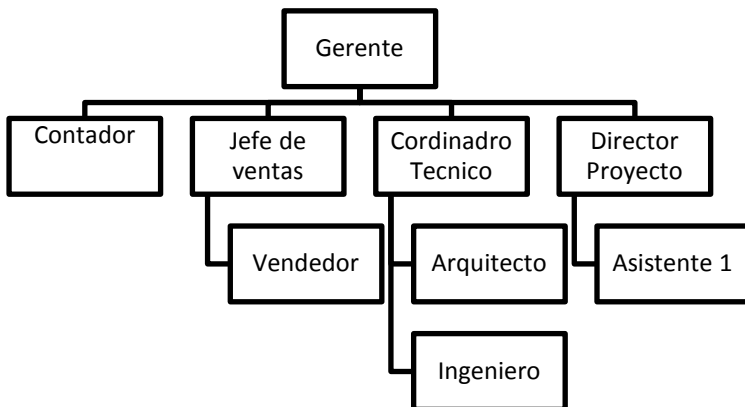 Gerente
Contador
Jefe de
ventas
Cordinadro
Tecnico
Director
Proyecto
Vendedor
Arquitecto
Asistente 1
Ingeniero